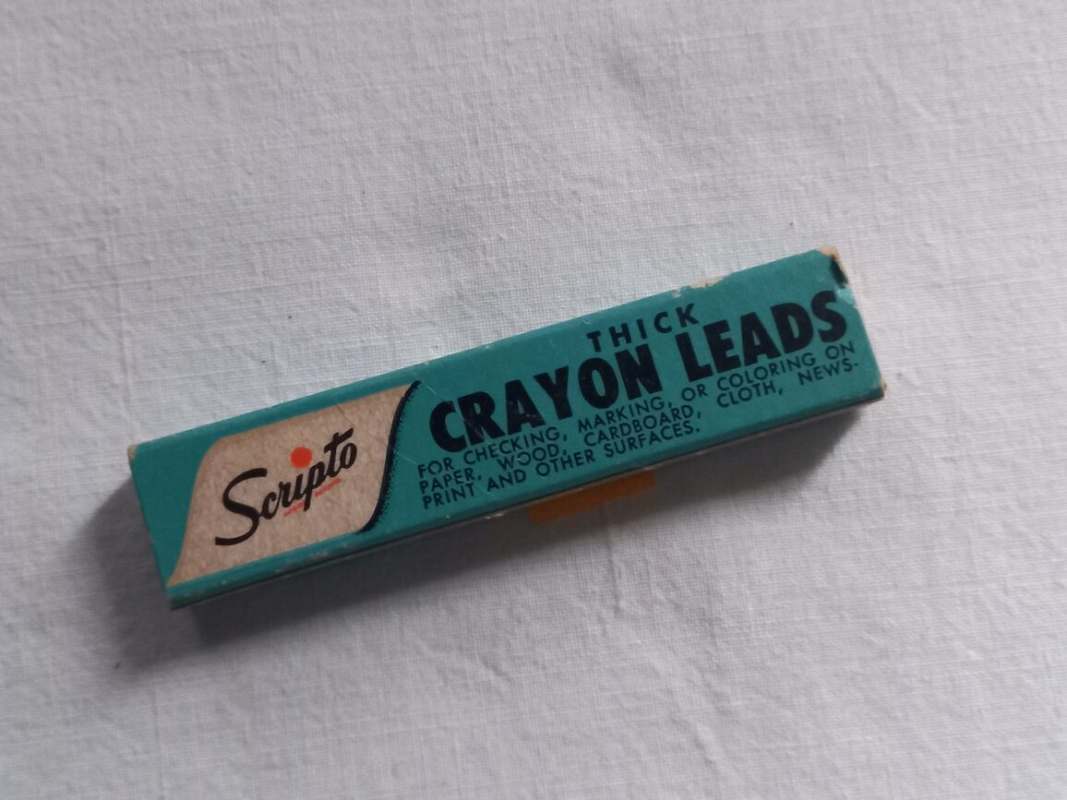 Scripto
THICK
CRAYON LEADS
FOR CHECKING, MARKING, OR COLORING ON
PAPER, WOOD, CARDBOARD, CLOTH, NEWS-
PRINT AND OTHER SURFACES.